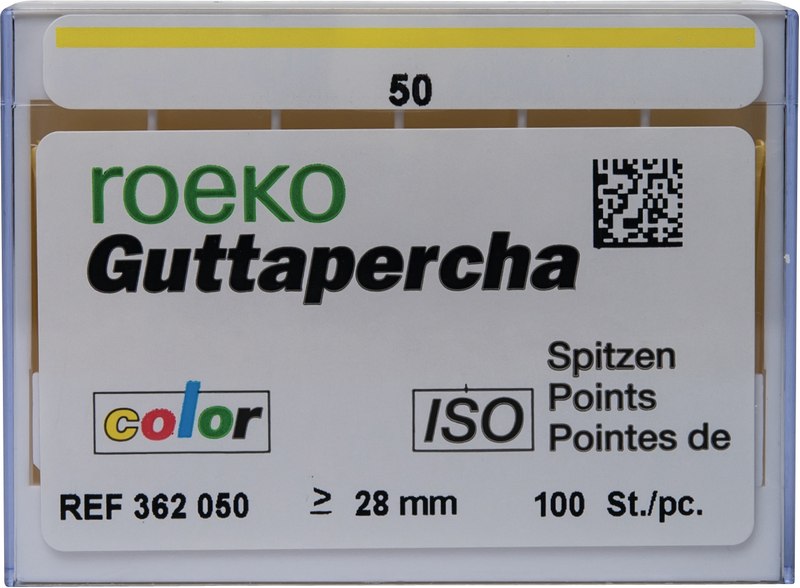 50
roeko
Guttapercha
Spitzen
color ISO Points
Pointes de
REF 362 050 ≥ 28 mm 100 St./pc.